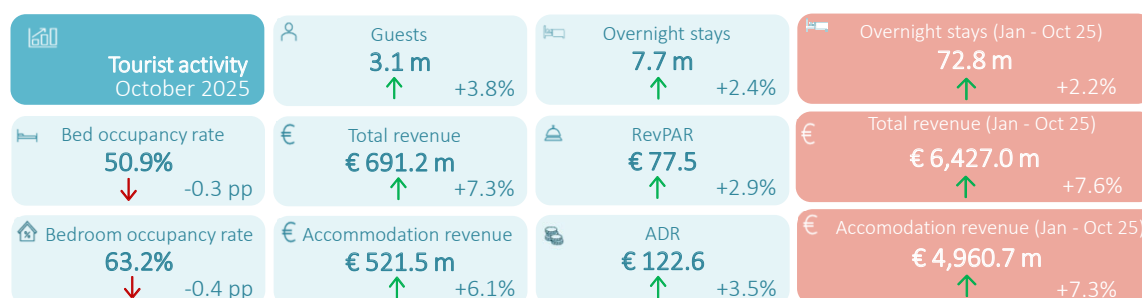 Tourist activity
October 2025
Guests
3.1 m
+3.8%
Overnight stays
7.7 m
+2.4%
Overnight stays (Jan - Oct 25)
72.8 m
+2.2%
Bed occupancy rate
50.9%
-0.3 pp
€ Total revenue
€ 691.2 m
+7.3%
RevPAR
€ 77.5
+2.9%
€ Total revenue (Jan - Oct 25)
€ 6,427.0 m
+7.6%
Bedroom occupancy rate
63.2%
-0.4 pp
€ Accommodation revenue
€ 521.5 m
+6.1%
ADR
€ 122.6
+3.5%
€ Accomodation revenue (Jan - Oct 25)
€ 4,960.7 m
+7.3%